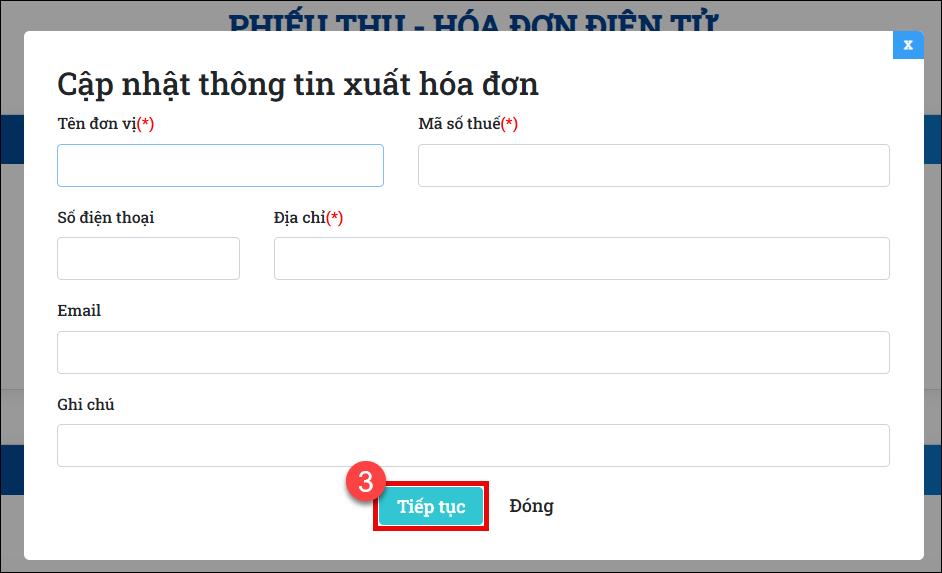 PHIẾU THU - HÓA ĐƠN ĐIỆN TỬ
x
Cập nhật thông tin xuất hóa đơn
Tên đơn vị(*) Mã số thuế(*)
Số điện thoại Địa chỉ(*)
Email
Ghi chú
3
Tiếp tục Đóng